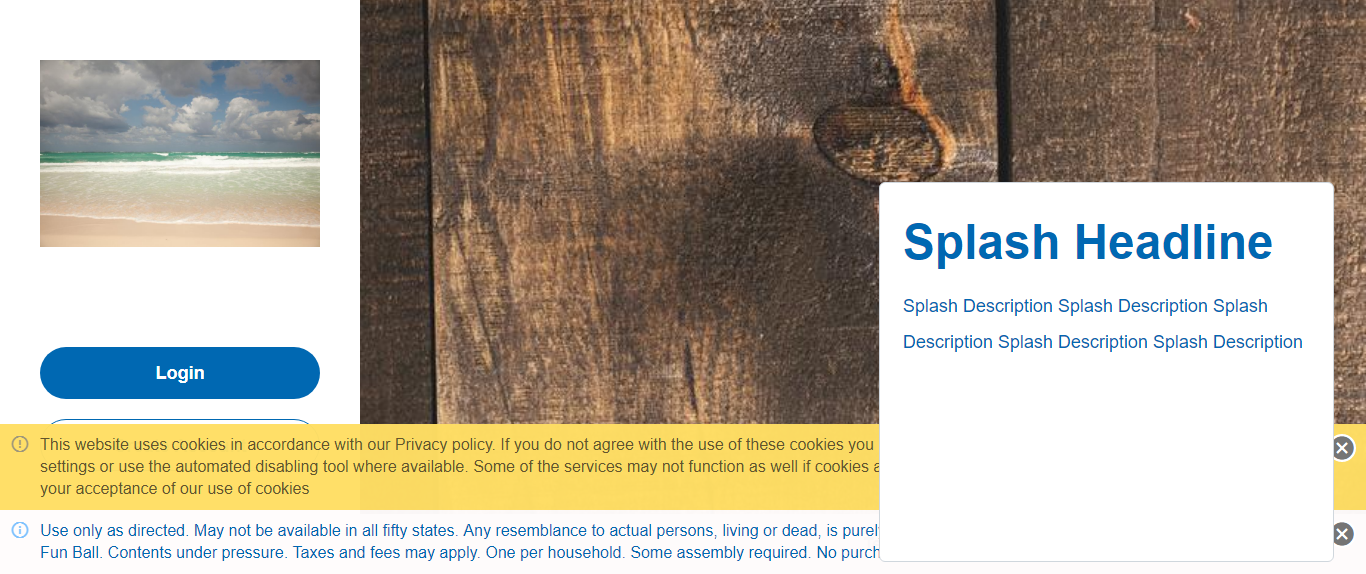 Login
Splash Headline
Splash Description Splash Description Splash
Description Splash Description Splash Description
This website uses cookies in accordance with our Privacy policy. If you do not agree with the use of these cookies you
settings or use the automated disabling tool where available. Some of the services may not function as well if cookies
your acceptance of our use of cookies
Use only as directed. May not be available in all fifty states. Any resemblance to actual persons, living or dead, is
Fun Ball. Contents under pressure. Taxes and fees may apply. One per household. Some assembly required. No